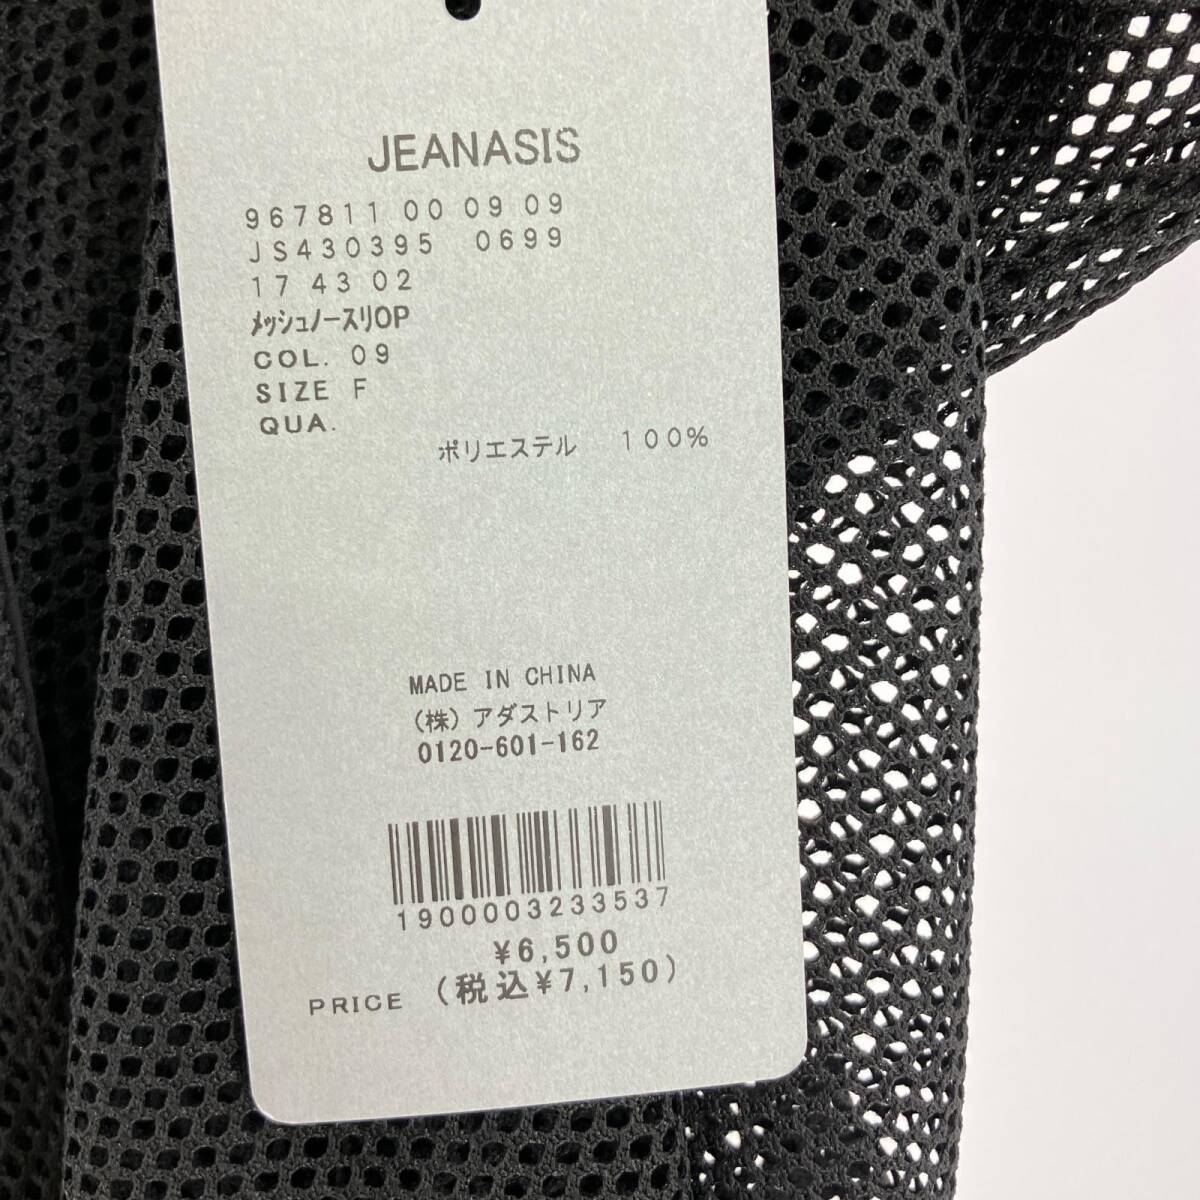 JEANASIS
967811 00 09 09
JS430395 0699
17 43 02
ﾒｯｼｭﾉｰｽﾘOP
COL. 09
SIZE F
QUA.
ポリエステル 100%
MADE IN CHINA
(株)アダストリア
0120-601-162
1900003233537
¥6,500
PRICE (税込¥7,150)